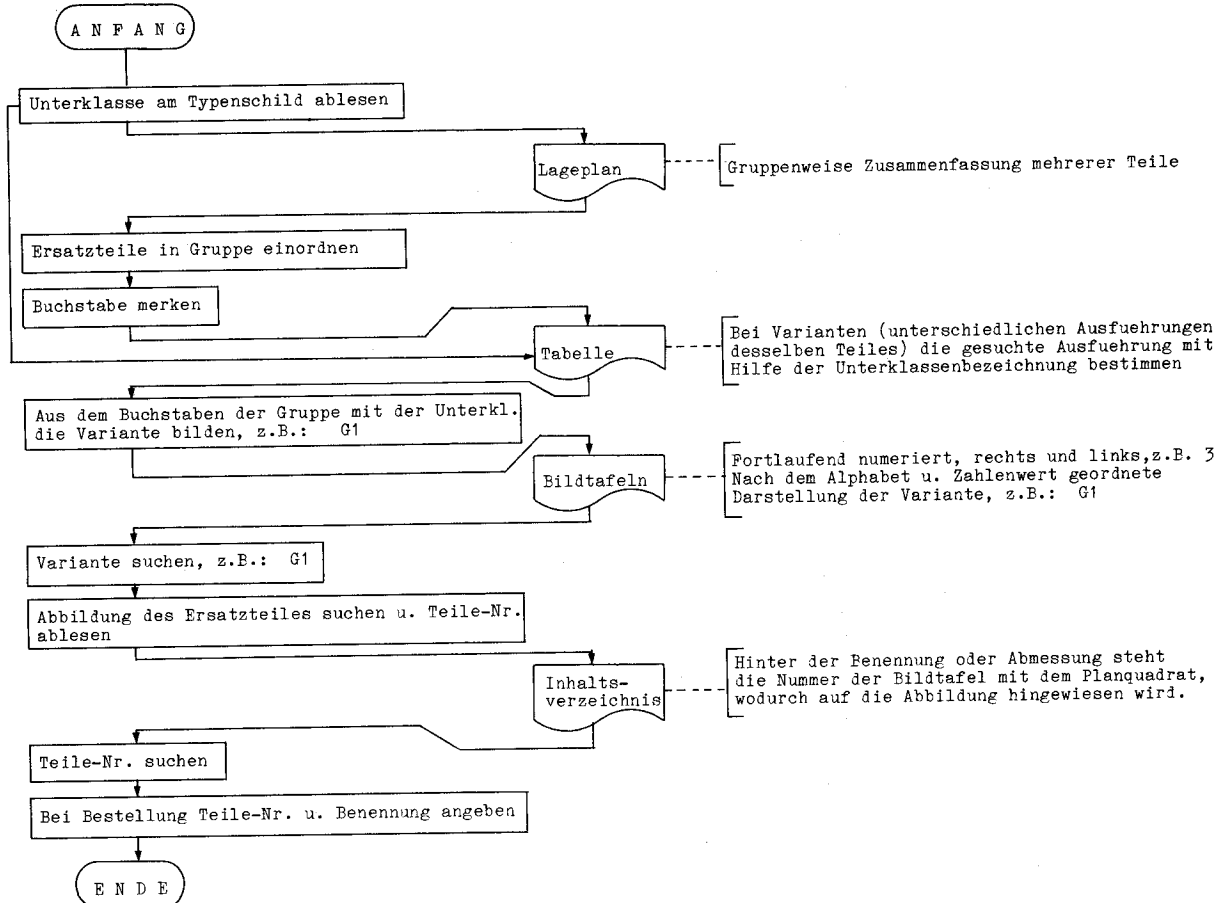 A N F A N G
Unterklasse am Typenschild ablesen
Lageplan
Gruppenweise Zusammenfassung mehrerer Teile
Ersatzteile in Gruppe einordnen
Buchstabe merken
Tabelle
Bei Varianten (unterschiedlichen Ausfuehrungen
desselben Teiles) die gesuchte Ausfuehrung mit
Hilfe der Unterklassenbezeichnung bestimmen
Aus dem Buchstaben der Gruppe mit der Unterkl.
die Variante bilden, z.B.: G1
Bildtafeln
Fortlaufend numeriert, rechts und links,z.B. 3
Nach dem Alphabet u. Zahlenwert geordnete
Darstellung der Variante, z.B.: G1
Variante suchen, z.B.: G1
Abbildung des Ersatzteiles suchen u. Teile-Nr.
ablesen
Inhalts-
verzeichnis
Hinter der Benennung oder Abmessung steht
die Nummer der Bildtafel mit dem Planquadrat,
wodurch auf die Abbildung hingewiesen wird.
Teile-Nr. suchen
Bei Bestellung Teile-Nr. u. Benennung angeben
E N D E